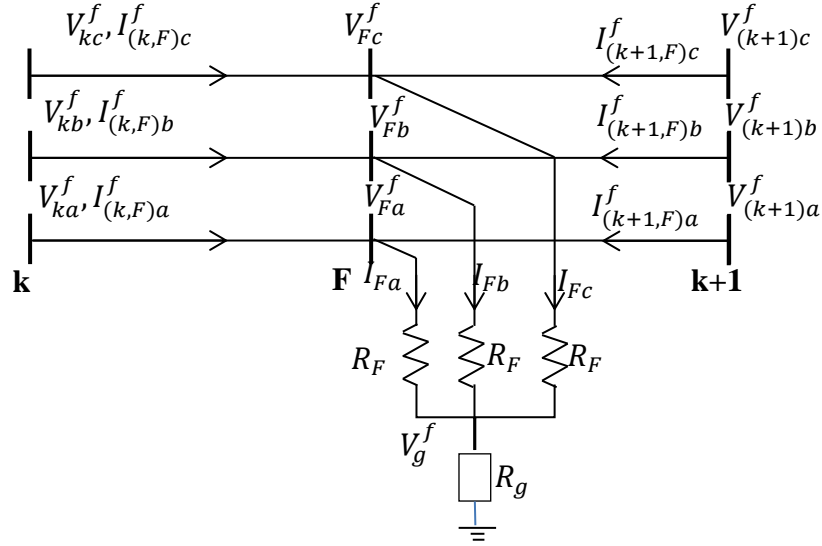 V_{kc}^f, I_{(k,F)c}^f
V_{Fc}^f
I_{(k+1,F)c}^f
V_{(k+1)c}^f
V_{kb}^f, I_{(k,F)b}^f
V_{Fb}^f
I_{(k+1,F)b}^f
V_{(k+1)b}^f
V_{ka}^f, I_{(k,F)a}^f
V_{Fa}^f
I_{(k+1,F)a}^f
V_{(k+1)a}^f
k
F
I_{Fa}
I_{Fb}
I_{Fc}
k+1
R_F
R_F
R_F
V_g^f
R_g